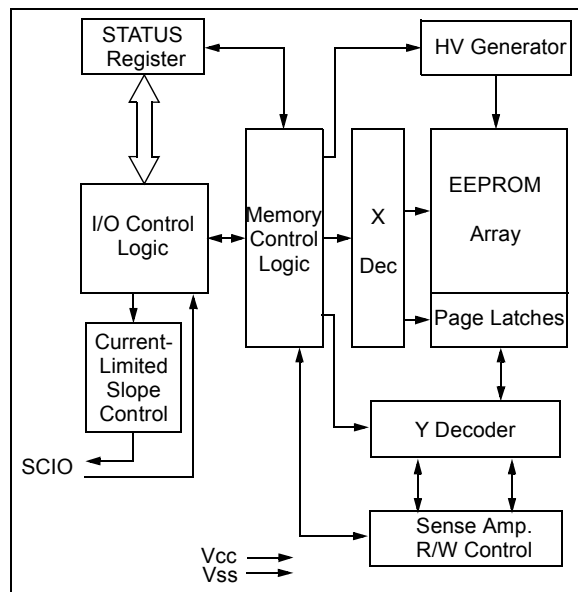 STATUS
Register
HV Generator
I/O Control
Logic
Memory
Control
Logic
X
Dec
EEPROM
Array
Page Latches
Current-
Limited
Slope
Control
SCIO
Y Decoder
Sense Amp.
R/W Control
Vcc
Vss